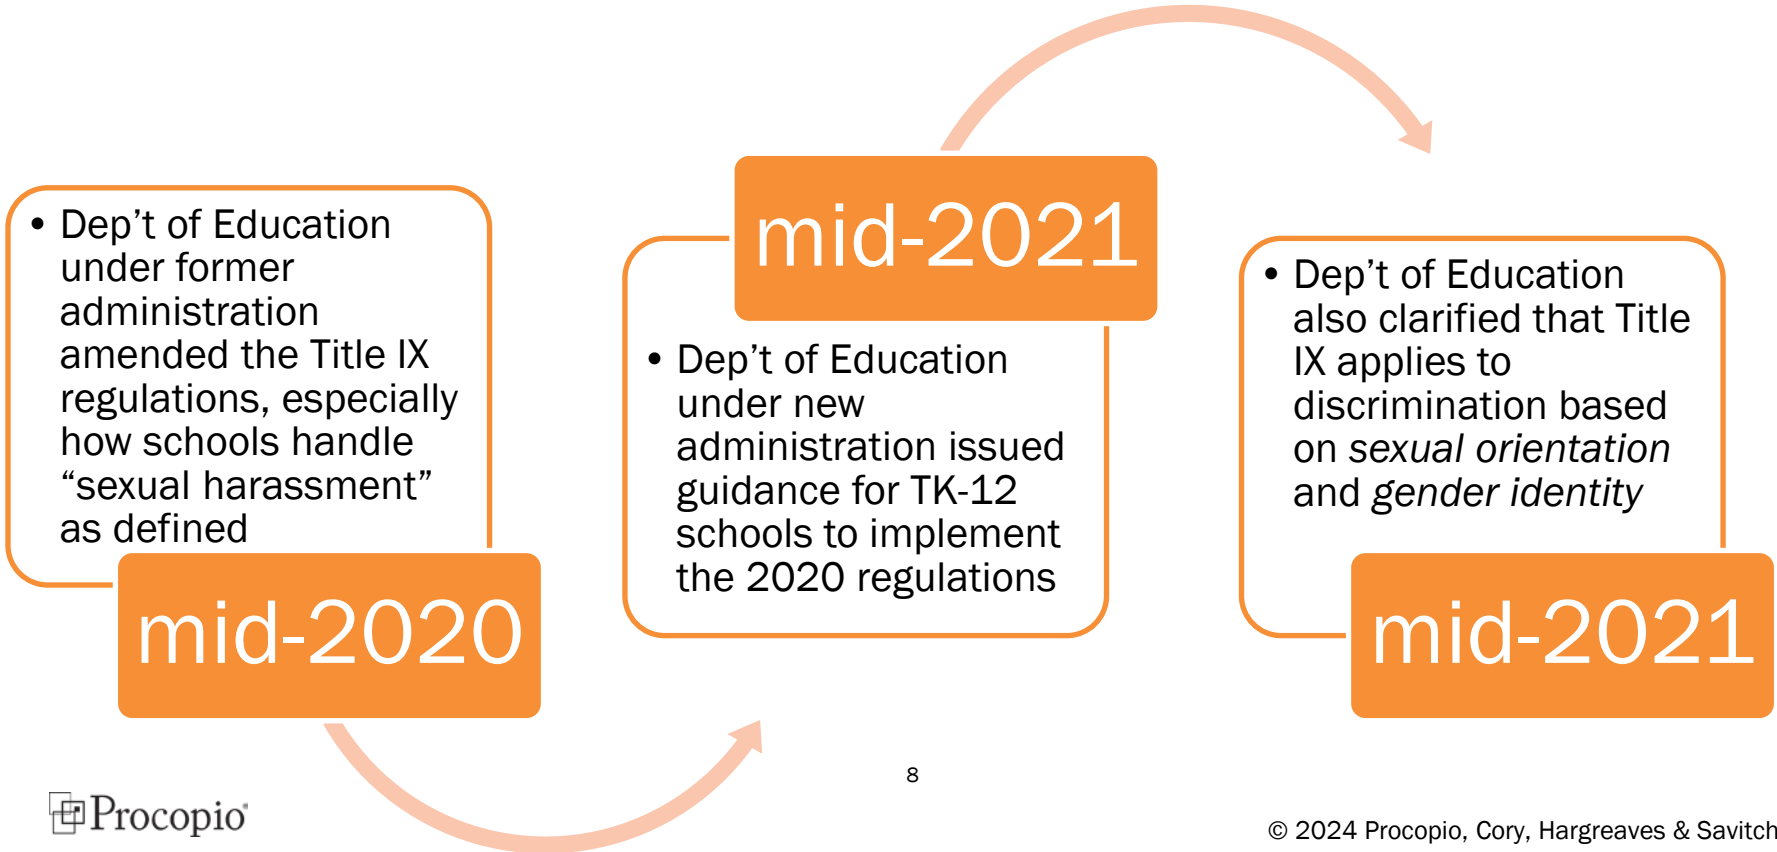 • Dep’t of Education
under former
administration
amended the Title IX
regulations, especially
how schools handle
“sexual harassment”
as defined
mid-2020
mid-2021
• Dep’t of Education
under new
administration issued
guidance for TK-12
schools to implement
the 2020 regulations
• Dep’t of Education
also clarified that Title
IX applies to
discrimination based
on sexual orientation
and gender identity
mid-2021
8
Procopio®
© 2024 Procopio, Cory, Hargreaves & Savitch